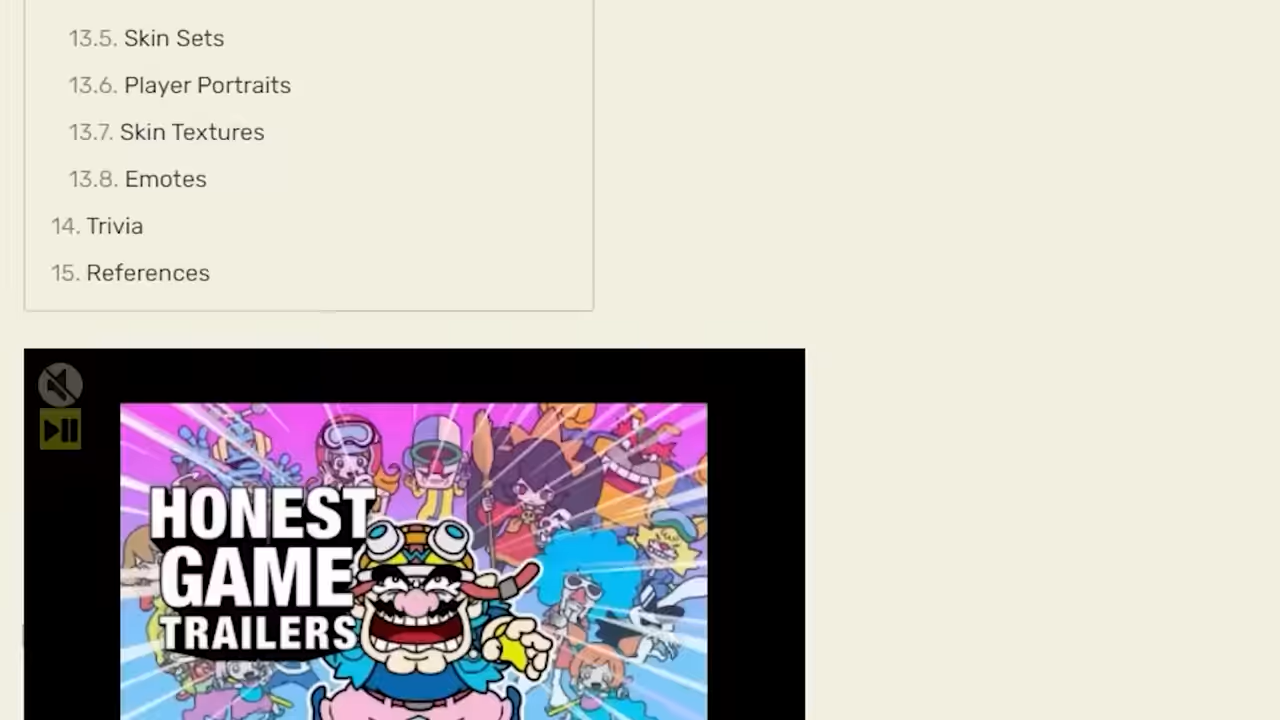 13.5. Skin Sets
13.6. Player Portraits
13.7. Skin Textures
13.8. Emotes
14. Trivia
15. References
HONEST
GAME
TRAILERS